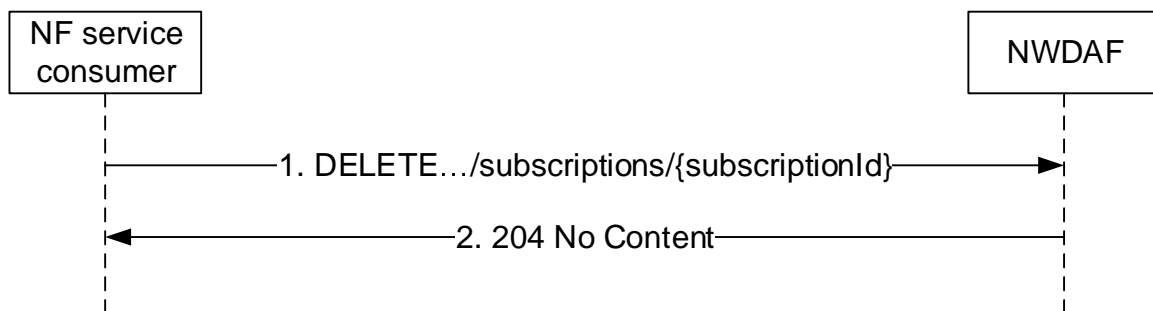 NF service
consumer
NWDAF
1. DELETE…/subscriptions/{subscriptionId}
2. 204 No Content